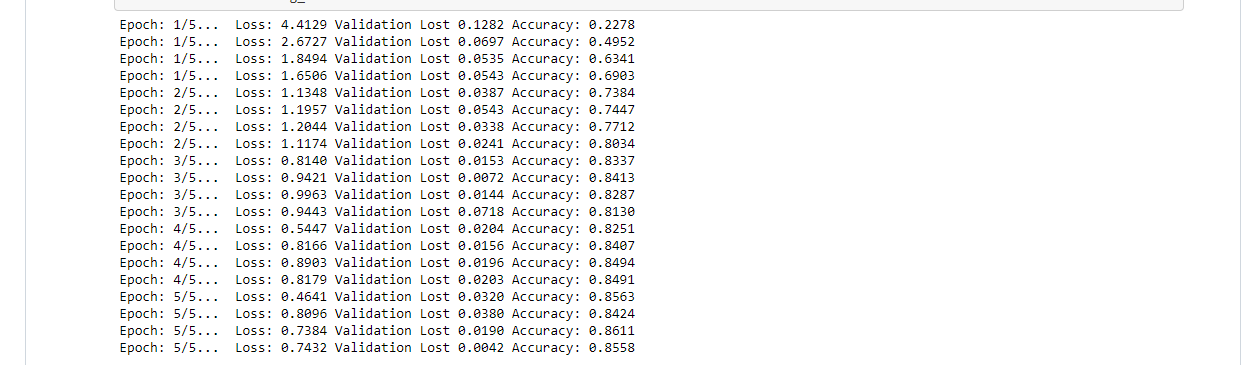 Epoch: 1/5... Loss: 4.4129 Validation Lost 0.1282 Accuracy: 0.2278
Epoch: 1/5... Loss: 2.6727 Validation Lost 0.0697 Accuracy: 0.4952
Epoch: 1/5... Loss: 1.8494 Validation Lost 0.0535 Accuracy: 0.6341
Epoch: 1/5... Loss: 1.6506 Validation Lost 0.0543 Accuracy: 0.6903
Epoch: 2/5... Loss: 1.1348 Validation Lost 0.0387 Accuracy: 0.7384
Epoch: 2/5... Loss: 1.1957 Validation Lost 0.0543 Accuracy: 0.7447
Epoch: 2/5... Loss: 1.2044 Validation Lost 0.0338 Accuracy: 0.7712
Epoch: 2/5... Loss: 1.1174 Validation Lost 0.0241 Accuracy: 0.8034
Epoch: 3/5... Loss: 0.8140 Validation Lost 0.0153 Accuracy: 0.8337
Epoch: 3/5... Loss: 0.9421 Validation Lost 0.0072 Accuracy: 0.8413
Epoch: 3/5... Loss: 0.9963 Validation Lost 0.0144 Accuracy: 0.8287
Epoch: 3/5... Loss: 0.9443 Validation Lost 0.0718 Accuracy: 0.8130
Epoch: 4/5... Loss: 0.5447 Validation Lost 0.0204 Accuracy: 0.8251
Epoch: 4/5... Loss: 0.8166 Validation Lost 0.0156 Accuracy: 0.8407
Epoch: 4/5... Loss: 0.8903 Validation Lost 0.0196 Accuracy: 0.8494
Epoch: 4/5... Loss: 0.8179 Validation Lost 0.0203 Accuracy: 0.8491
Epoch: 5/5... Loss: 0.4641 Validation Lost 0.0320 Accuracy: 0.8563
Epoch: 5/5... Loss: 0.8096 Validation Lost 0.0380 Accuracy: 0.8424
Epoch: 5/5... Loss: 0.7384 Validation Lost 0.0190 Accuracy: 0.8611
Epoch: 5/5... Loss: 0.7432 Validation Lost 0.0042 Accuracy: 0.8558